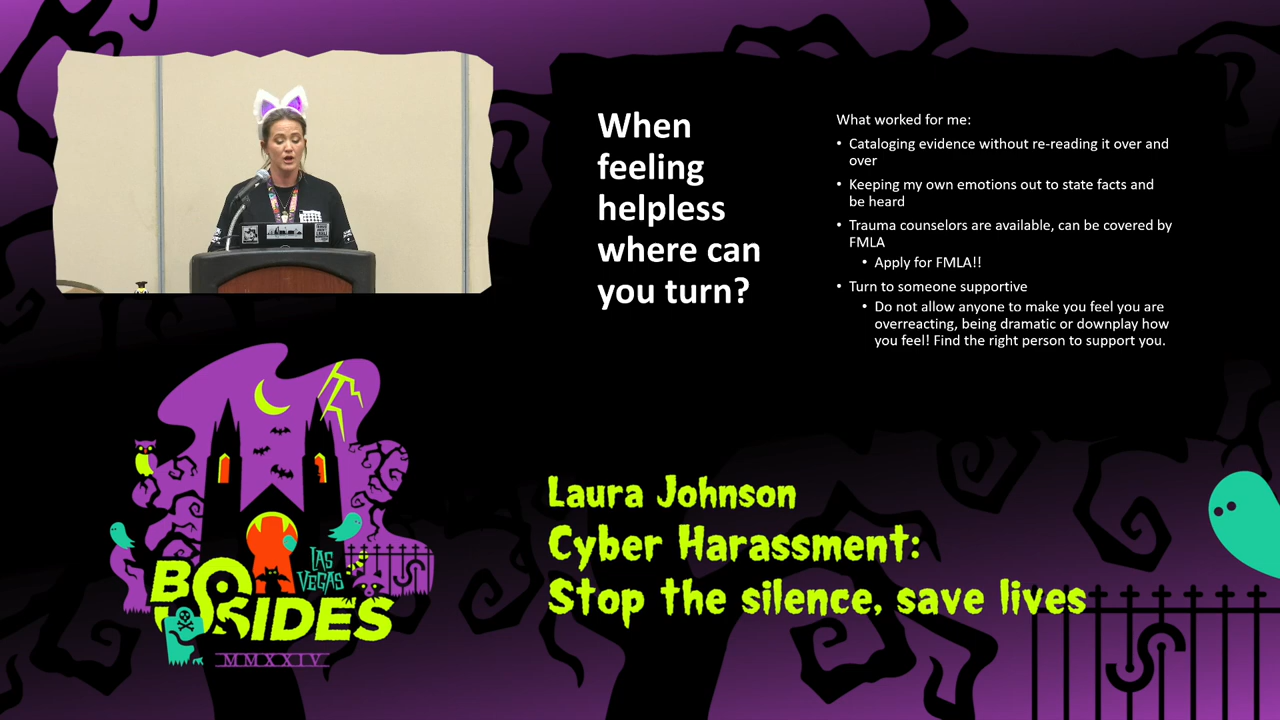 When
feeling
helpless
where can
you turn?
What worked for me:
• Cataloging evidence without re-reading it over and
over
• Keeping my own emotions out to state facts and
be heard
• Trauma counselors are available, can be covered by
FMLA
• Apply for FMLA!!
• Turn to someone supportive
• Do not allow anyone to make you feel you are
overreacting, being dramatic or downplay how
you feel! Find the right person to support you.
LAS
VEGAS
BSIDES
MMXXIV
Laura Johnson
Cyber Harassment:
Stop the silence, save lives